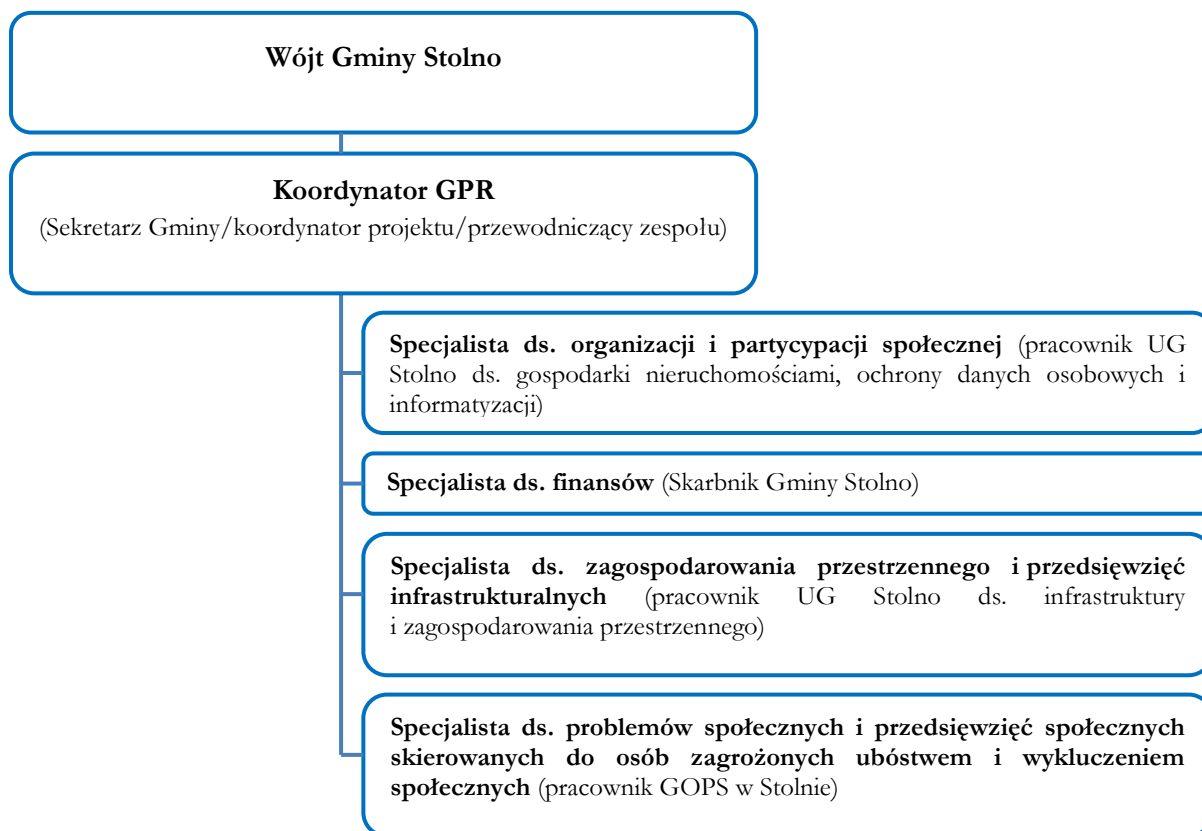 Wójt Gminy Stolno
Koordynator GPR
(Sekretarz Gminy/koordynator projektu/przewodniczący zespołu)
Specjalista ds. organizacji i partycypacji społecznej (pracownik UG
Stolno ds. gospodarki nieruchomościami, ochrony danych osobowych i
informatyzacji)
Specjalista ds. finansów (Skarbnik Gminy Stolno)
Specjalista ds. zagospodarowania przestrzennego i przedsięwzięć
infrastrukturalnych (pracownik UG Stolno ds. infrastruktury
i zagospodarowania przestrzennego)
Specjalista ds. problemów społecznych i przedsięwzięć społecznych
skierowanych do osób zagrożonych ubóstwem i wykluczeniem
społecznych (pracownik GOPS w Stolnie)